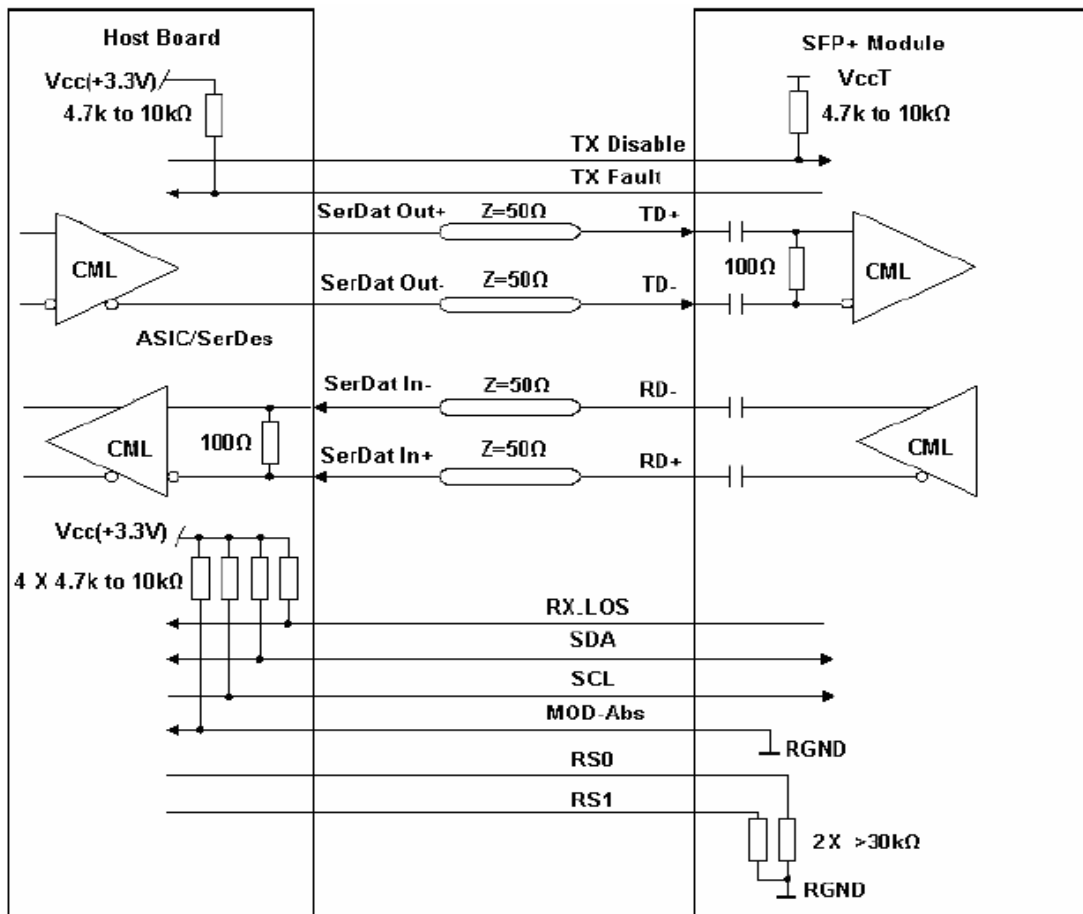 Host Board
SFP+ Module
Vcc(+3.3V)
4.7k to 10kΩ
VccT
4.7k to 10kΩ
TX Disable
TX Fault
SerDat Out+
Z=50Ω
TD+
CML
100Ω
CML
SerDat Out-
Z=50Ω
TD-
ASIC/SerDes
SerDat In-
Z=50Ω
RD-
CML
100Ω
SerDat In+
Z=50Ω
RD+
CML
Vcc(+3.3V)
4 X 4.7k to 10kΩ
RX_LOS
SDA
SCL
MOD-Abs
RGND
RS0
RS1
2X >30kΩ
RGND